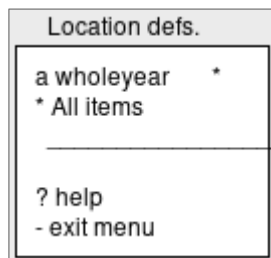 Location defs.
a wholeyear *
* All items
? help
- exit menu